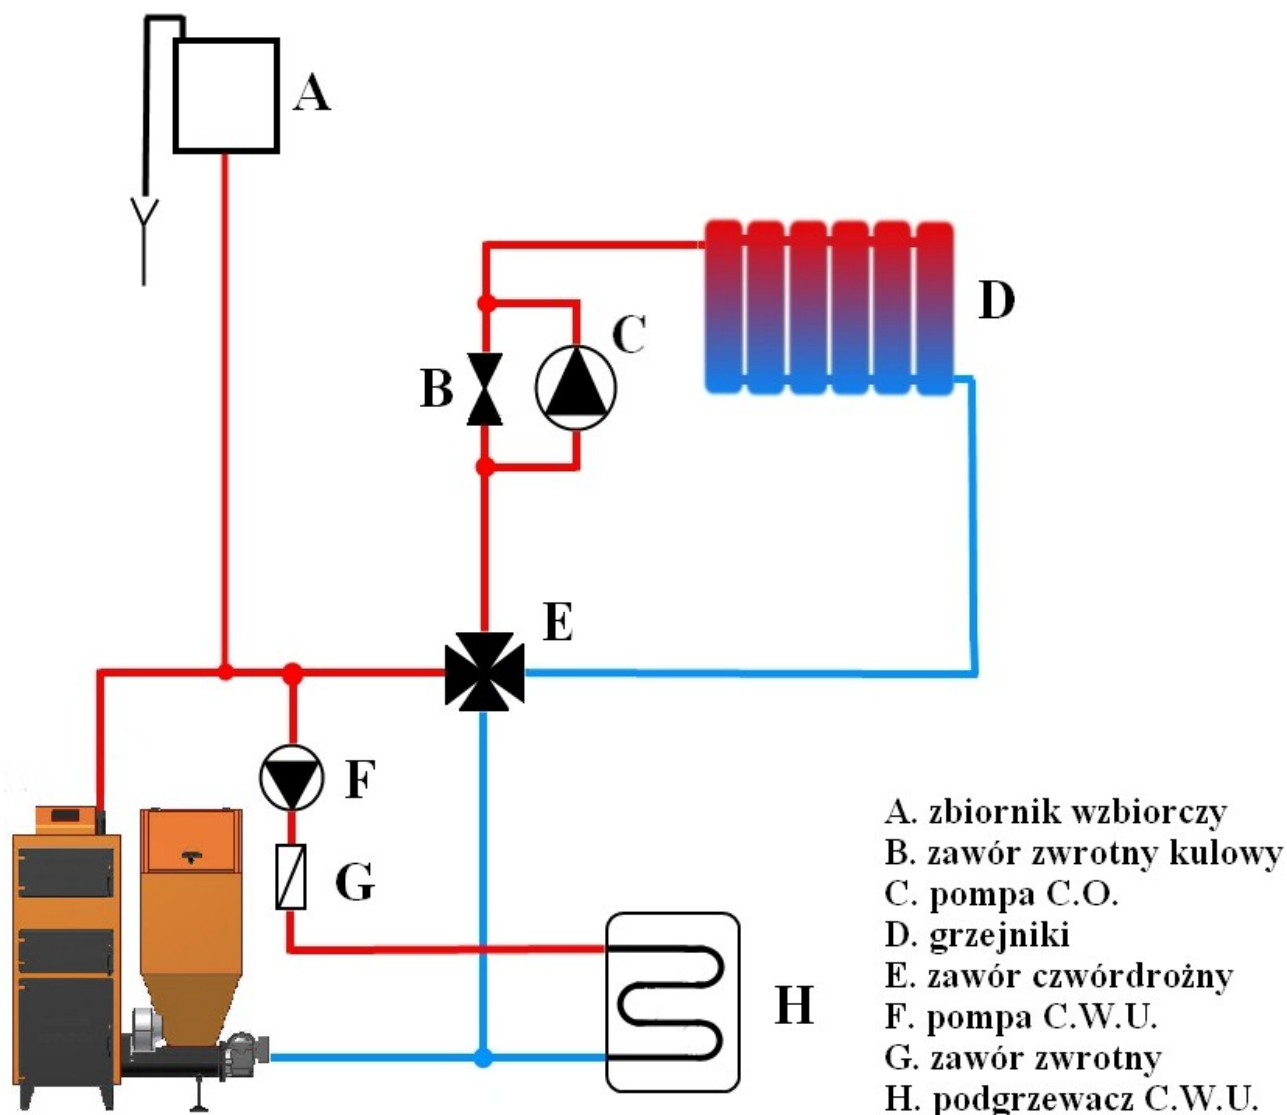 A
D
C
B
E
F
G
H
A. zbiornik wzbiorczy
B. zawór zwrotny kulowy
C. pompa C.O.
D. grzejniki
E. zawór czwórdrożny
F. pompa C.W.U.
G. zawór zwrotny
H. podgrzewacz C.W.U.